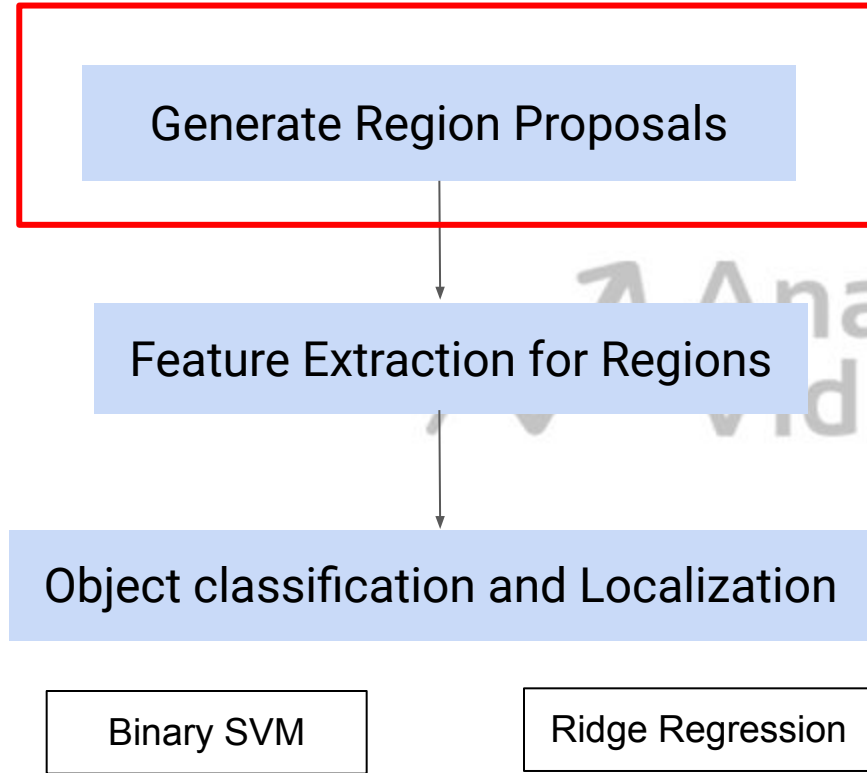 Generate Region Proposals
Feature Extraction for Regions
Object classification and Localization
Binary SVM
Ridge Regression